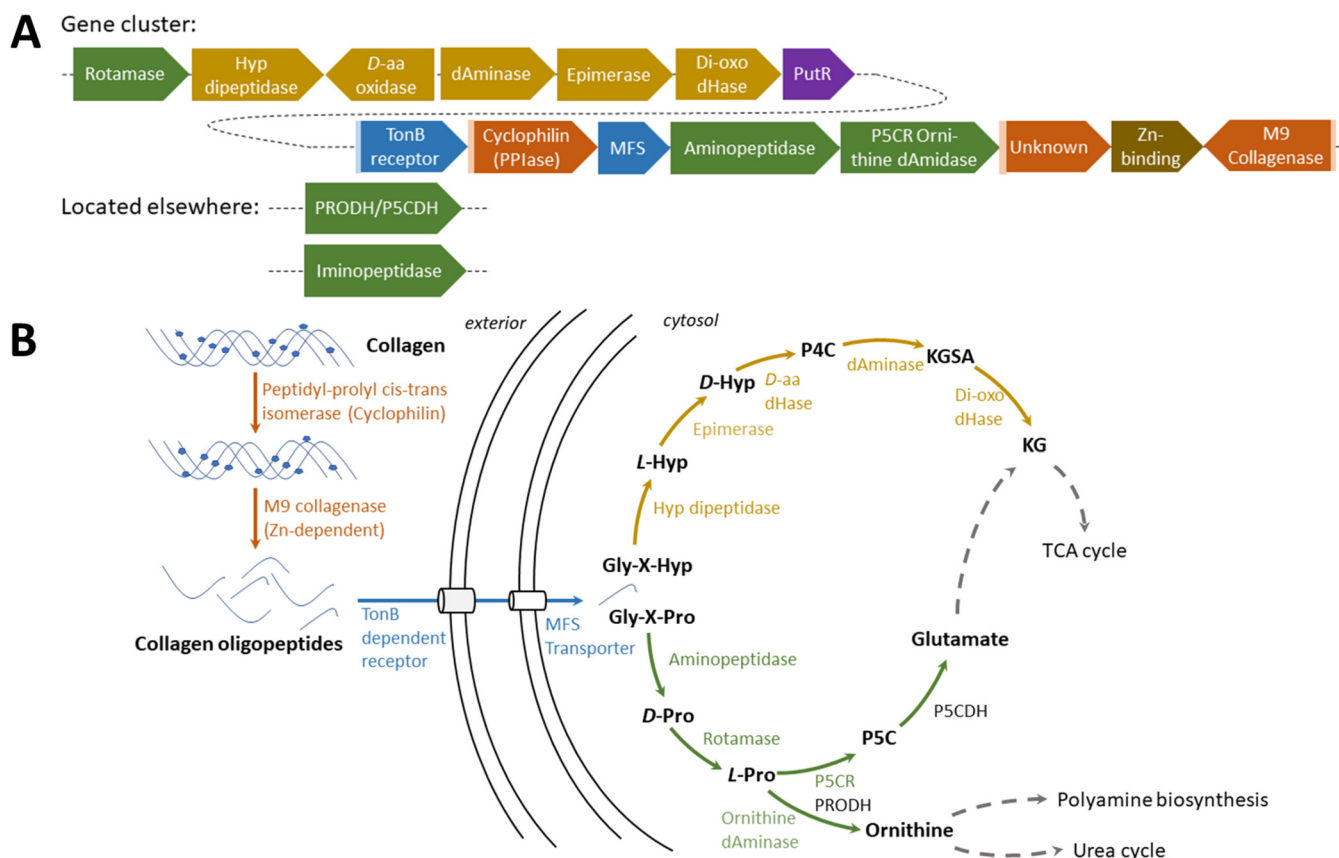 A
Gene cluster:
Rotamase
Hyp
dipeptidase
D-aa
oxidase
dAminase
Epimerase
Di-oxo
dHase
PutR
TonB
receptor
Cyclophilin
(PPIase)
MFS
Aminopeptidase
P5CR Orni-
thine dAmidase
Unknown
Zn-
binding
M9
Collagenase
Located elsewhere:
PRODH/P5CDH
Iminopeptidase
B
exterior
cytosol
Collagen
Peptidyl-prolyl cis-trans
isomerase (Cyclophilin)
M9 collagenase
(Zn-dependent)
Collagen oligopeptides
TonB
dependent
receptor
MFS
Transporter
Gly-X-Hyp
Gly-X-Pro
Hyp dipeptidase
L-Hyp
Epimerase
D-Hyp
D-aa
dHase
P4C
dAminase
KGSA
Di-oxo
dHase
KG
TCA cycle
Aminopeptidase
D-Pro
Rotamase
L-Pro
P5CR
PRODH
P5C
P5CDH
Glutamate
Ornithine
dAminase
Ornithine
Polyamine biosynthesis
Urea cycle